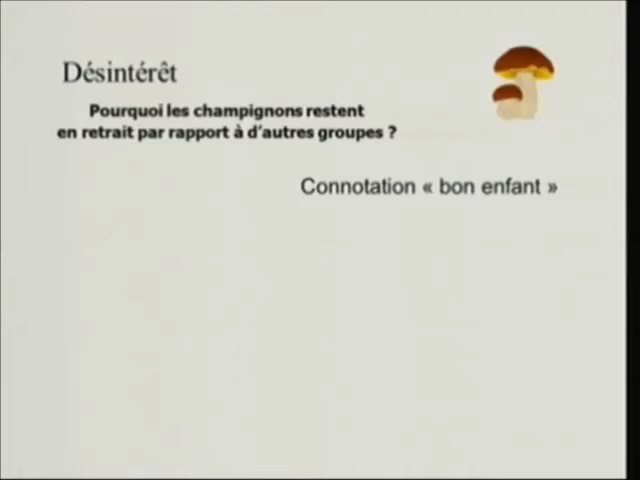 Désintérêt
Pourquoi les champignons restent
en retrait par rapport à d'autres groupes ?
Connotation « bon enfant »